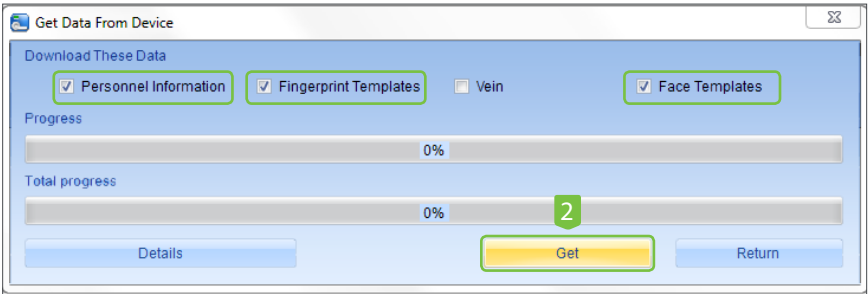 Get Data From Device
Download These Data
Personnel Information Fingerprint Templates Vein Face Templates
Progress
0%
Total progress
0%
2
Details Get Return